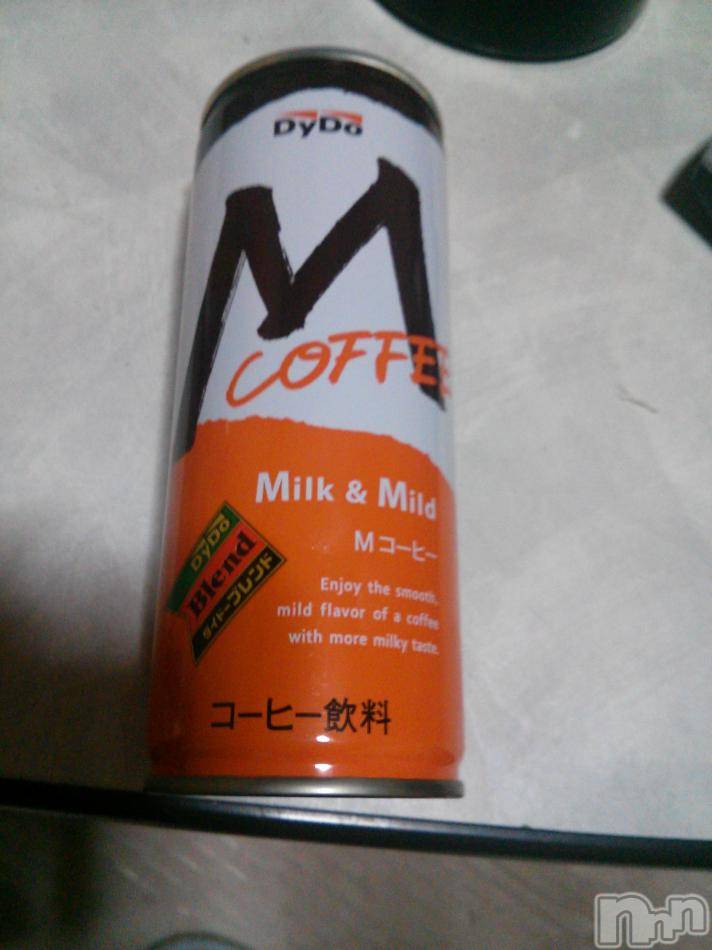 DyDo
M
COFFEE
Milk & Mild
Mコーヒー
DyDo
Blend
ダイドーブレンド
Enjoy the smooth,
mild flavor of a coffee
with more milky taste.
コーヒー飲料
nnn